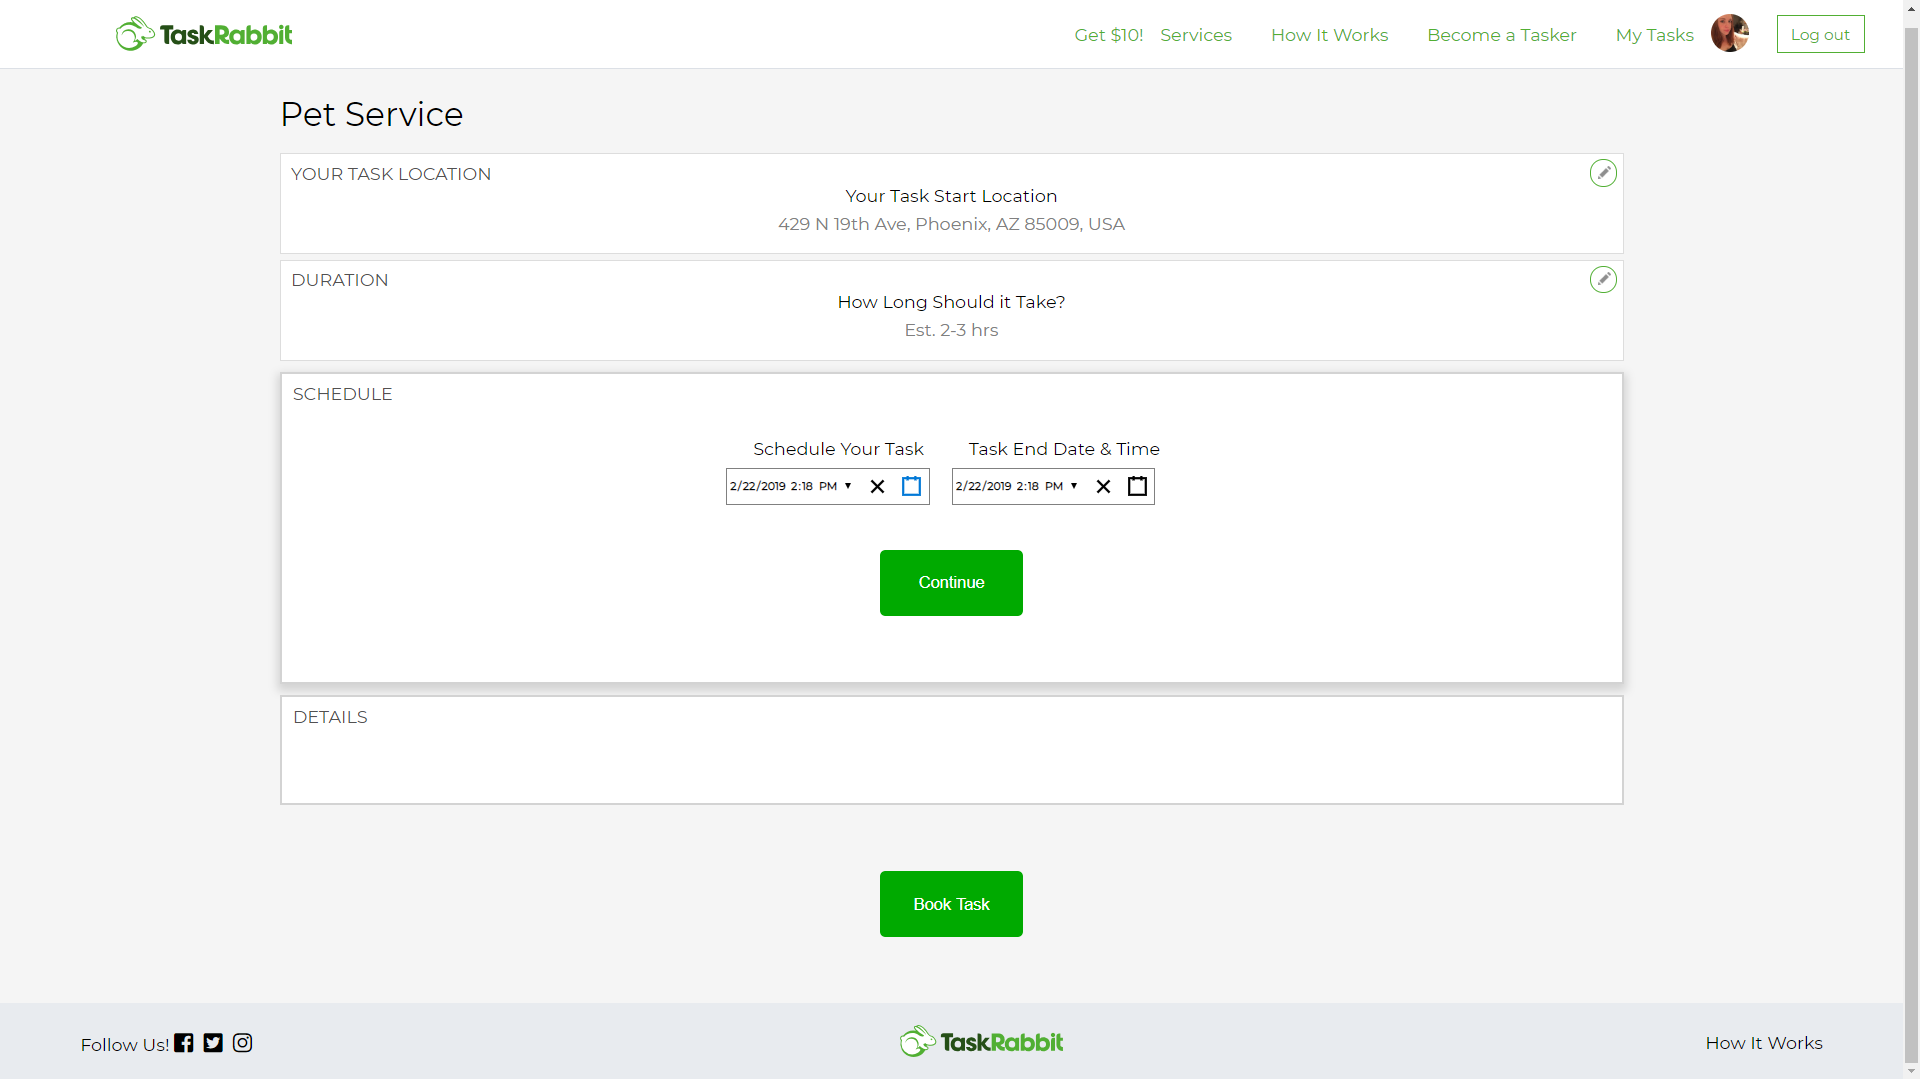 TaskRabbit
Get $10! Services How It Works Become a Tasker My Tasks Log out
Pet Service
YOUR TASK LOCATION
Your Task Start Location
429 N 19th Ave, Phoenix, AZ 85009, USA
DURATION
How Long Should it Take?
Est. 2-3 hrs
SCHEDULE
Schedule Your Task Task End Date & Time
2/22/2019 2:18 PM 2/22/2019 2:18 PM
Continue
DETAILS
Book Task
Follow Us! TaskRabbit How It Works